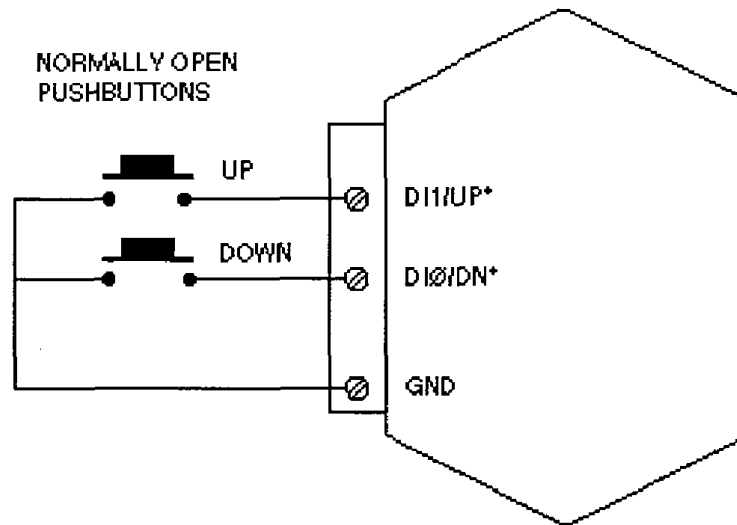 NORMALLY OPEN
PUSHBUTTONS
UP
DI1/UP*
DOWN
DIØ/DN*
GND